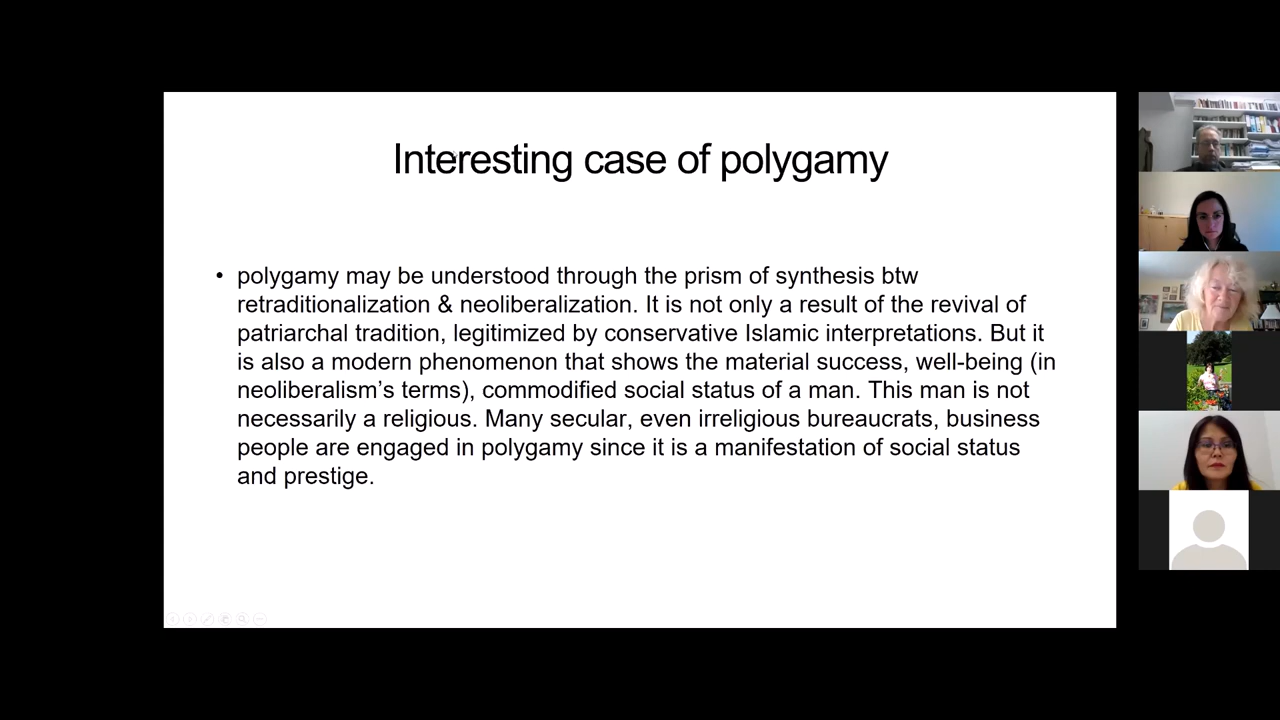 Interesting case of polygamy
• polygamy may be understood through the prism of synthesis btw
retraditionalization & neoliberalization. It is not only a result of the revival of
patriarchal tradition, legitimized by conservative Islamic interpretations. But it
is also a modern phenomenon that shows the material success, well-being (in
neoliberalism’s terms), commodified social status of a man. This man is not
necessarily a religious. Many secular, even irreligious bureaucrats, business
people are engaged in polygamy since it is a manifestation of social status
and prestige.